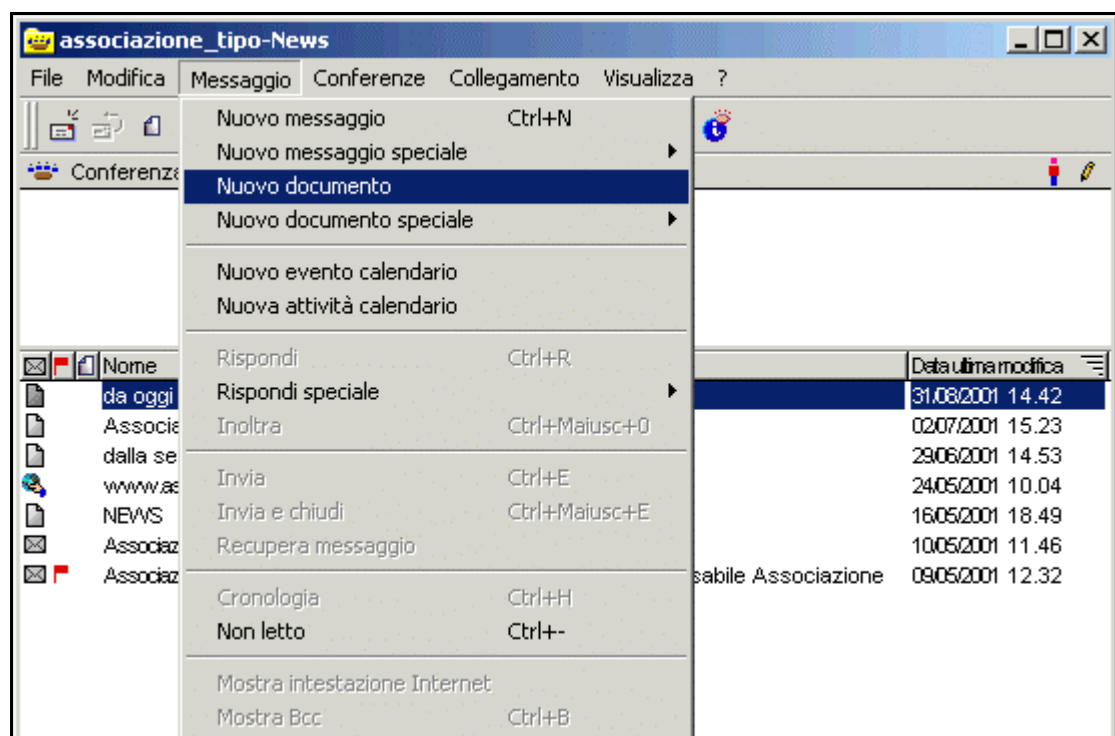 associazione_tipo-News
File Modifica Messaggio Conferenze Collegamento Visualizza ?
Nuovo messaggio Ctrl+N
Nuovo messaggio speciale
Conferenza
Nuovo documento
Nuovo documento speciale
Nuovo evento calendario
Nuova attività calendario
Nome Rispondi Ctrl+R Data ultima modifica
da oggi Rispondi speciale 31/08/2001 14.42
Inoltra Ctrl+Maiusc+O 02/07/2001 15.23
dalla se 29/06/2001 14.53
Invia Ctrl+E 24/05/2001 10.04
NEWS Invia e chiudi Ctrl+Maiusc+E 16/05/2001 18.49
Recupera messaggio 10/05/2001 11.46
sabile Associazione 09/05/2001 12.32
Cronologia Ctrl+H
Non letto Ctrl+-
Mostra intestazione Internet
Mostra Bcc Ctrl+B